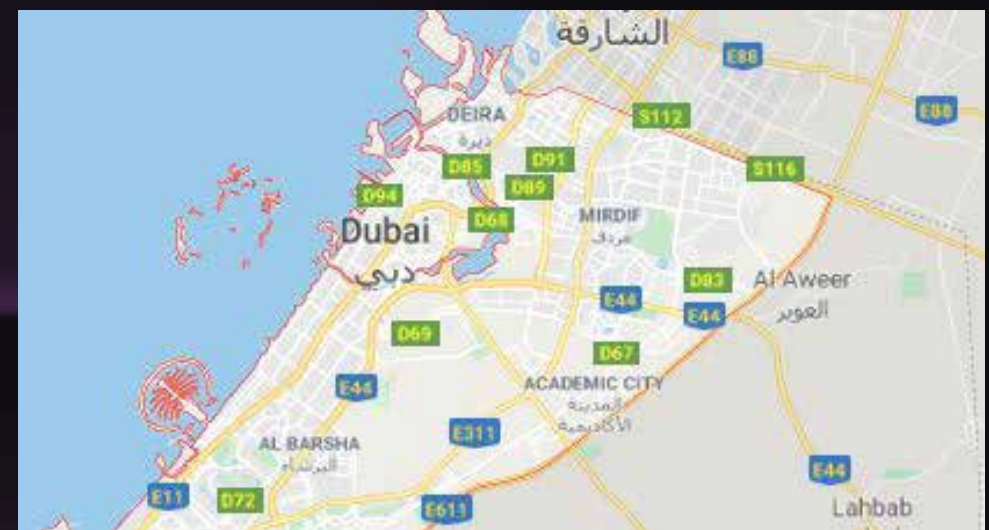 الشارقة
E88
E88
DEIRA
ديرة
S112
D85
D91
S116
D89
D94
D68
MIRDIF
مردف
Dubai
دبي
D83
Al Aweer
العوير
E44
E44
D69
D67
E44
ACADEMIC CITY
المدينة
الأكاديمية
E311
AL BARSHA
البرشاء
E44
E11
D72
E611
Lahbab